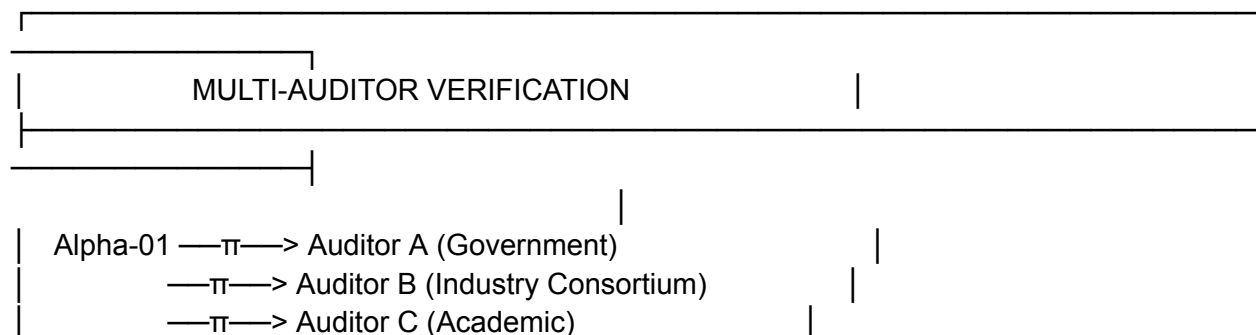 MULTI-AUDITOR VERIFICATION
Alpha-01 ──π──> Auditor A (Government)
──π──> Auditor B (Industry Consortium)
──π──> Auditor C (Academic)